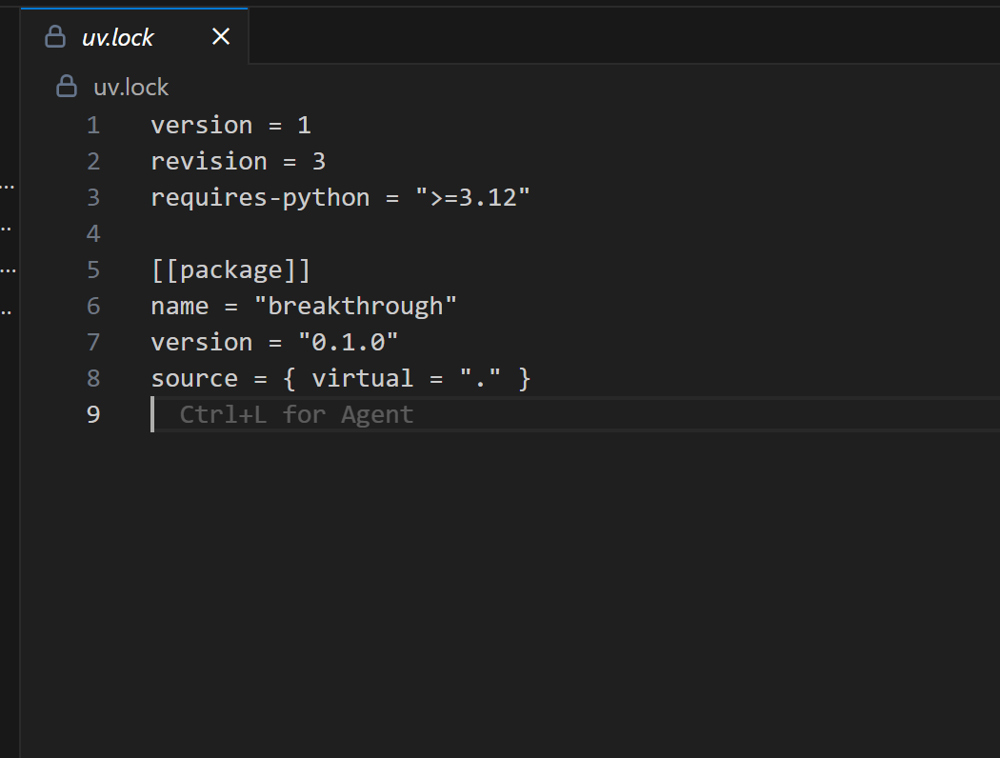 uv.lock
uv.lock
1 version = 1
2 revision = 3
3 requires-python = ">=3.12"
4
5 [[package]]
6 name = "breakthrough"
7 version = "0.1.0"
8 source = { virtual = "." }
9 Ctrl+L for Agent